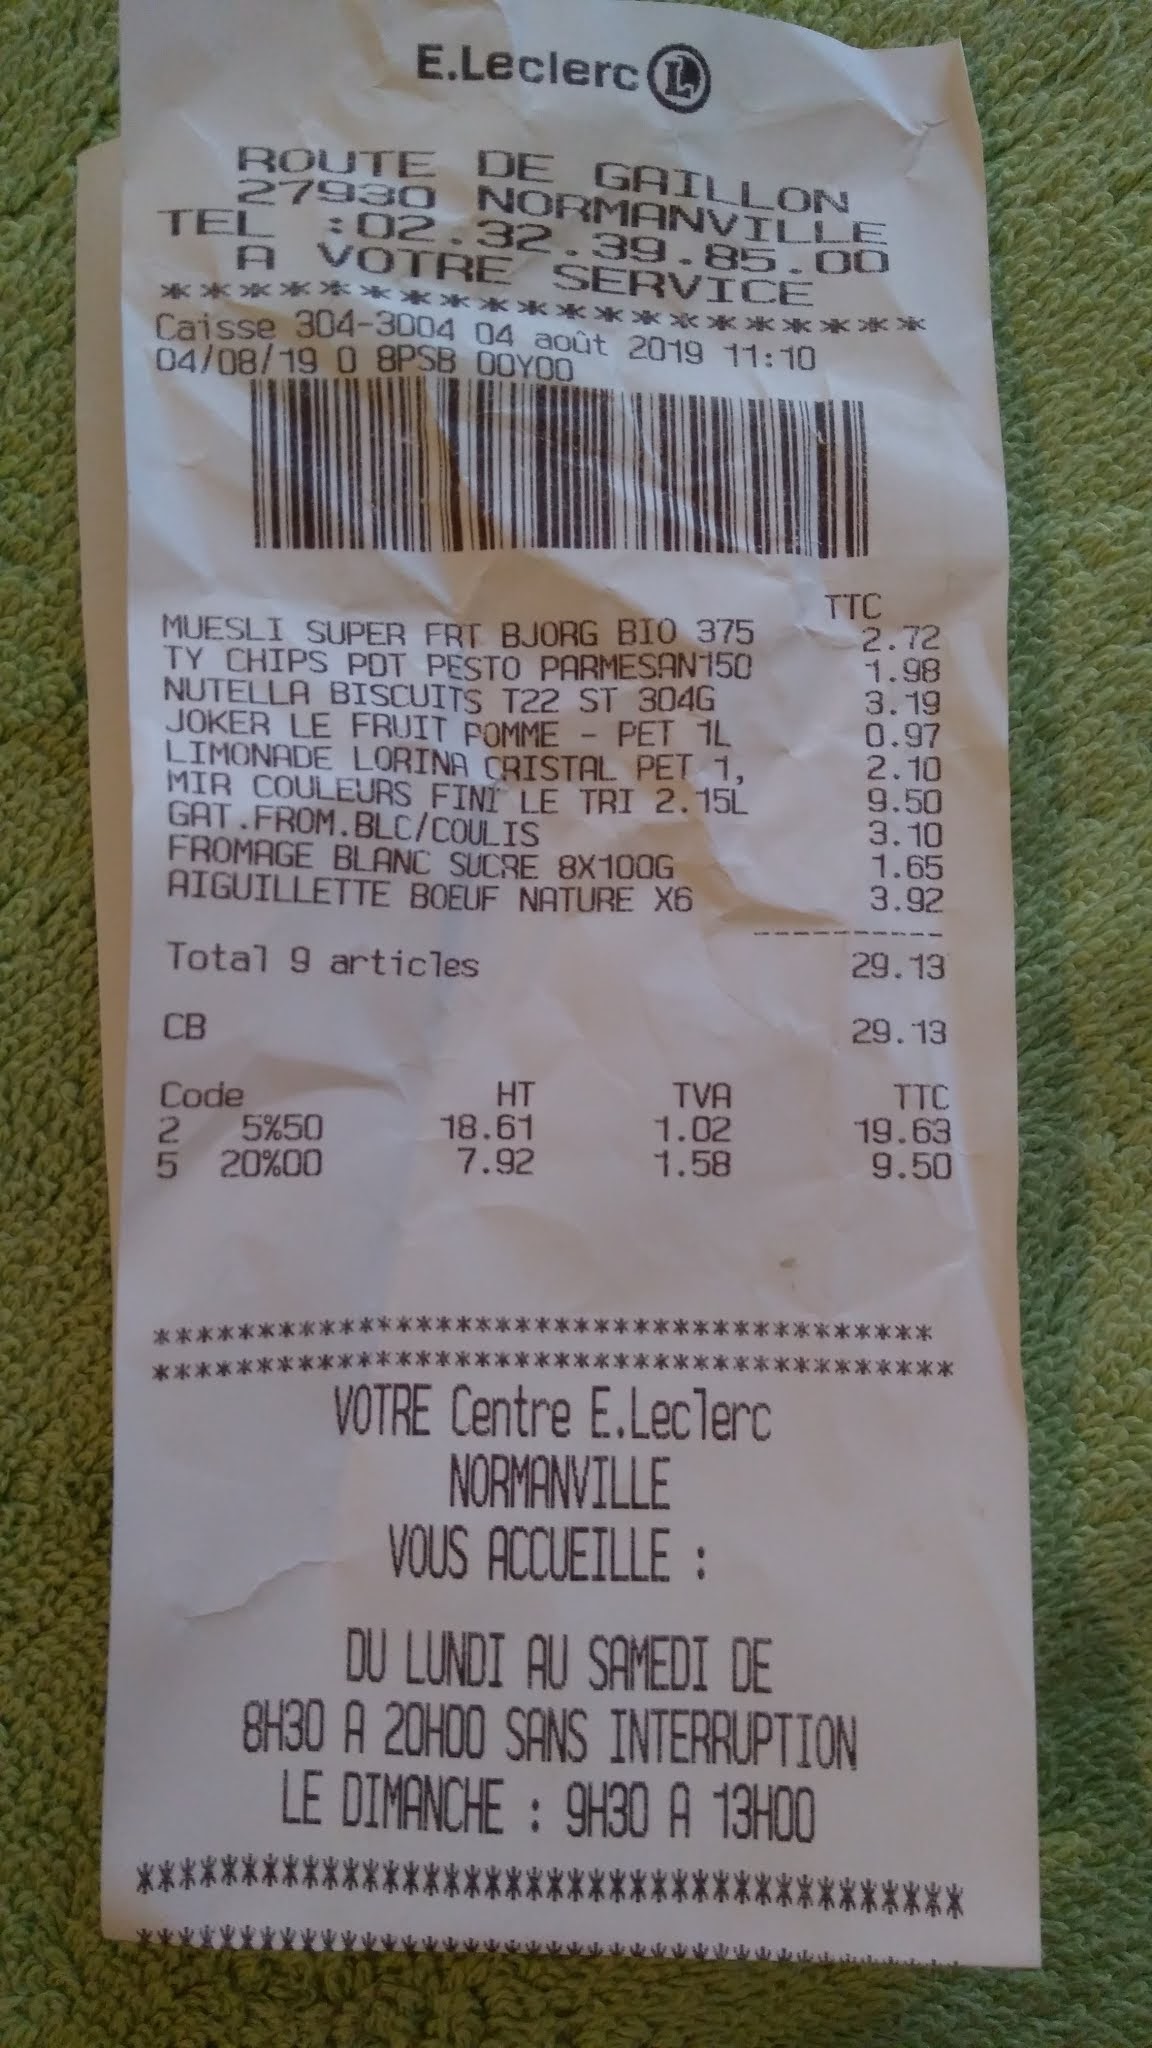 E.Leclerc L
ROUTE DE GAILLON
27930 NORMANVILLE
TEL :02.32.39.85.00
A VOTRE SERVICE
********************
Caisse 304-3004 04 août 2019 11:10
04/08/19 0 8PSB 00Y00
TTC
MUESLI SUPER FRT BJORG BIO 375 2.72
TY CHIPS PDT PESTO PARMESAN150 1.98
NUTELLA BISCUITS T22 ST 304G 3.19
JOKER LE FRUIT POMME - PET 1L 0.97
LIMONADE LORINA CRISTAL PET 1, 2.10
MIR COULEURS FINI LE TRI 2.15L 9.50
GAT.FROM.BLC/COULIS 3.10
FROMAGE BLANC SUCRE 8X100G 1.65
AIGUILLETTE BOEUF NATURE X6 3.92
----------
Total 9 articles 29.13
CB 29.13
Code HT TVA TTC
2 5%50 18.61 1.02 19.63
5 20%00 7.92 1.58 9.50
****************************************
****************************************
VOTRE Centre E.Leclerc
NORMANVILLE
VOUS ACCUEILLE :
DU LUNDI AU SAMEDI DE
8H30 A 20H00 SANS INTERRUPTION
LE DIMANCHE : 9H30 A 13H00
****************************************
****************************************